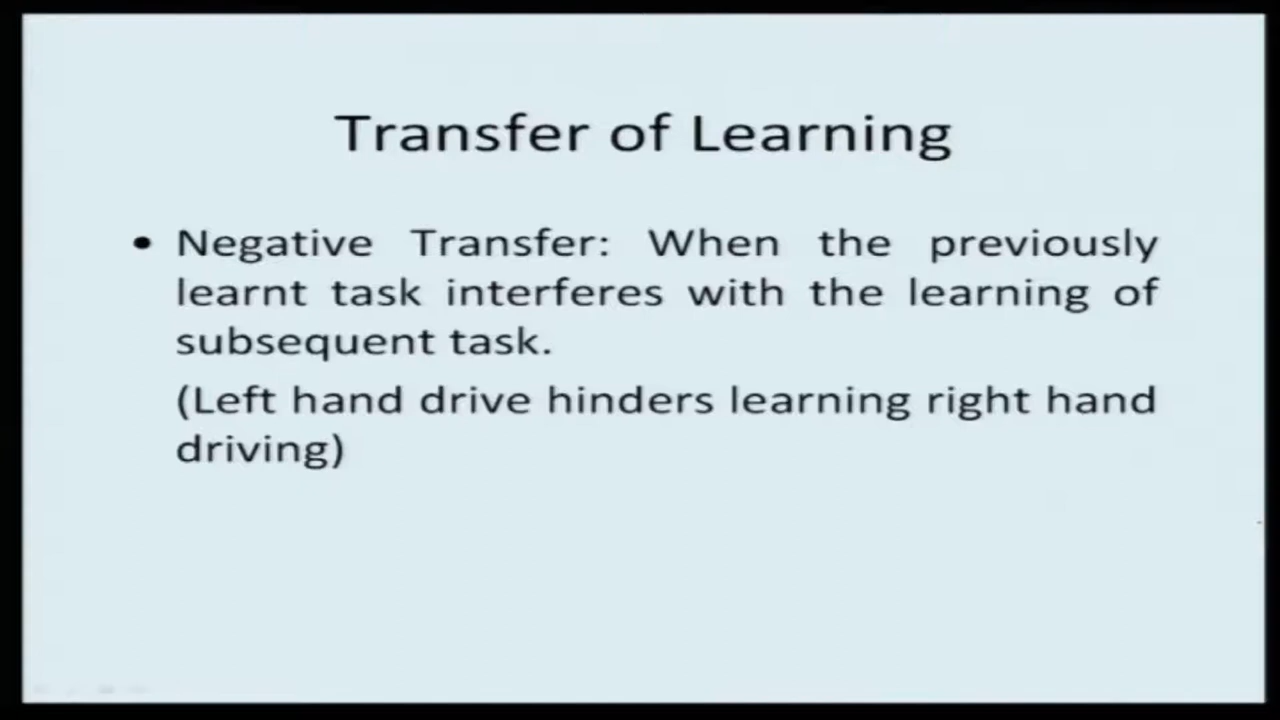 Transfer of Learning
• Negative Transfer: When the previously
learnt task interferes with the learning of
subsequent task.
(Left hand drive hinders learning right hand
driving)